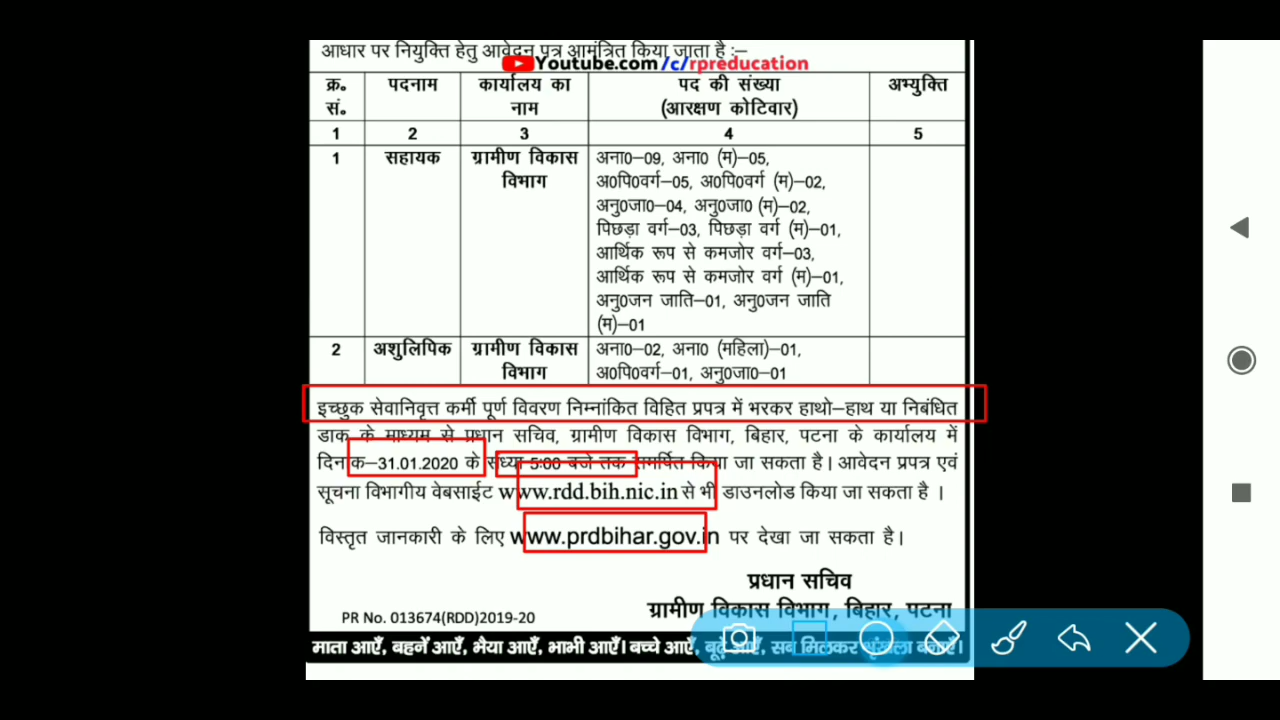 आधार पर नियुक्ति हेतु आवेदन पत्र आमंत्रित किया जाता है :–
Youtube.com/c/rpreducation
क्र० सं० पदनाम कार्यालय का नाम पद की संख्या (आरक्षण कोटिवार) अभ्युक्ति
1 2 3 4 5
1 सहायक ग्रामीण विकास विभाग
अना0–09, अना0 (म)–05,
अ0पि0वर्ग–05, अ0पि0वर्ग (म)–02,
अनु0जा0–04, अनु0जा0 (म)–02,
पिछड़ा वर्ग–03, पिछड़ा वर्ग (म)–01,
आर्थिक रूप से कमजोर वर्ग–03,
आर्थिक रूप से कमजोर वर्ग (म)–01,
अनु0जन जाति–01, अनु0जन जाति
(म)–01
2 अशुलिपिक ग्रामीण विकास विभाग
अना0–02, अना0 (महिला)–01,
अ0पि0वर्ग–01, अनु0जा0–01
इच्छुक सेवानिवृत्त कर्मी पूर्ण विवरण निम्नांकित विहित प्रपत्र में भरकर हाथो–हाथ या निबंधित
डाक के माध्यम से प्रधान सचिव, ग्रामीण विकास विभाग, बिहार, पटना के कार्यालय में
दिनांक–31.01.2020 के संध्या 5:00 बजे तक समर्पित किया जा सकता है। आवेदन प्रपत्र एवं
सूचना विभागीय वेबसाईट www.rdd.bih.nic.in से भी डाउनलोड किया जा सकता है ।
विस्तृत जानकारी के लिए www.prdbihar.gov.in पर देखा जा सकता है।
प्रधान सचिव
ग्रामीण विकास विभाग, बिहार, पटना
PR No. 013674(RDD)2019-20
माता आएँ, बहनें आएँ, भैया आएँ, भाभी आएँ। बच्चे आएँ, बूढ़े आएँ, सब मिलकर श्रृंखला बनाएँ।